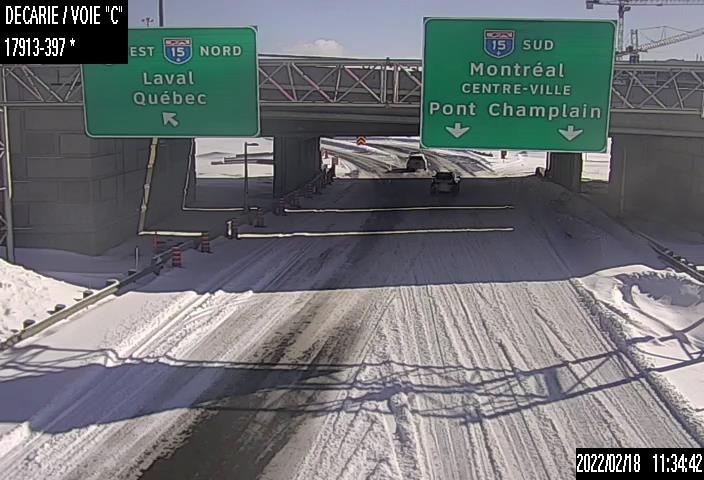 DECARIE / VOIE "C"
17913-397 *
EST 15 NORD
Laval
Québec
15 SUD
Montréal
CENTRE-VILLE
Pont Champlain
2022/02/18 11:34:42